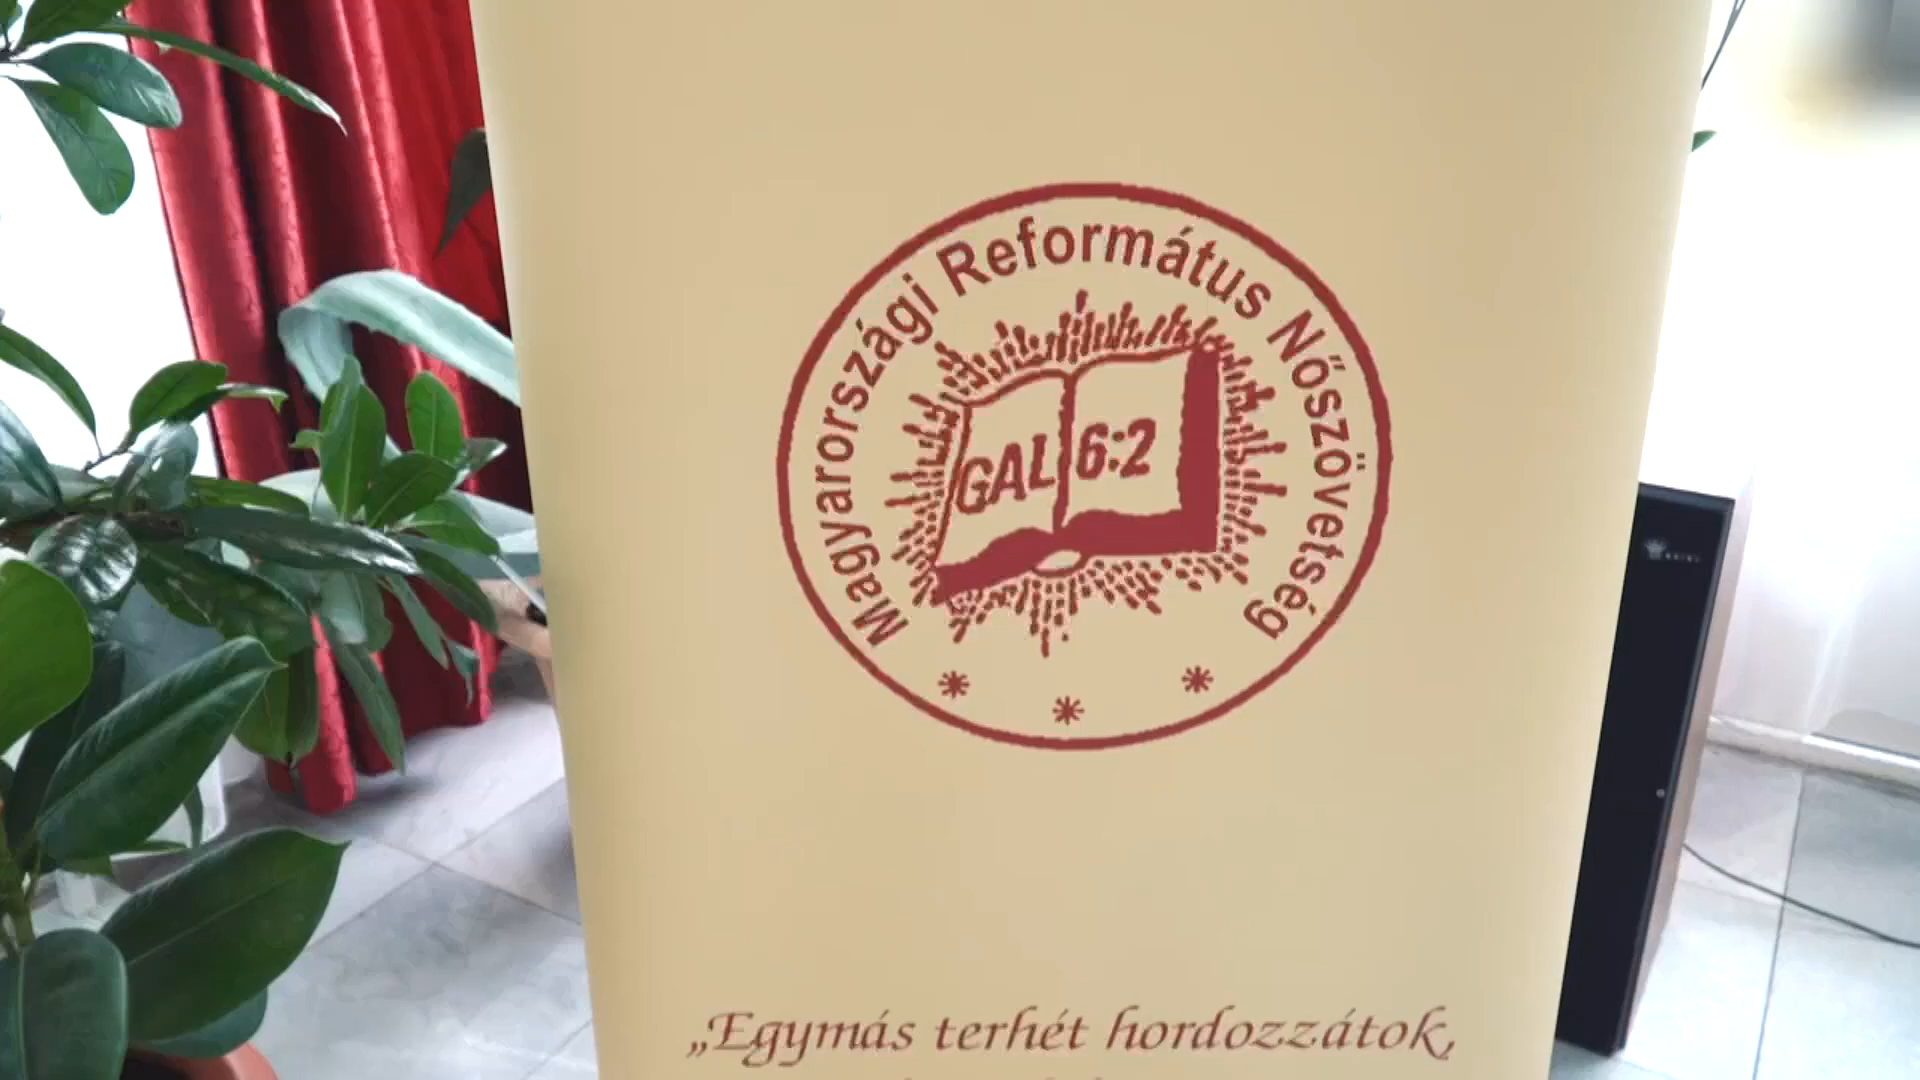 Magyarországi Református Nőszövetség
GAL 6:2
„Egymás terhét hordozzátok,